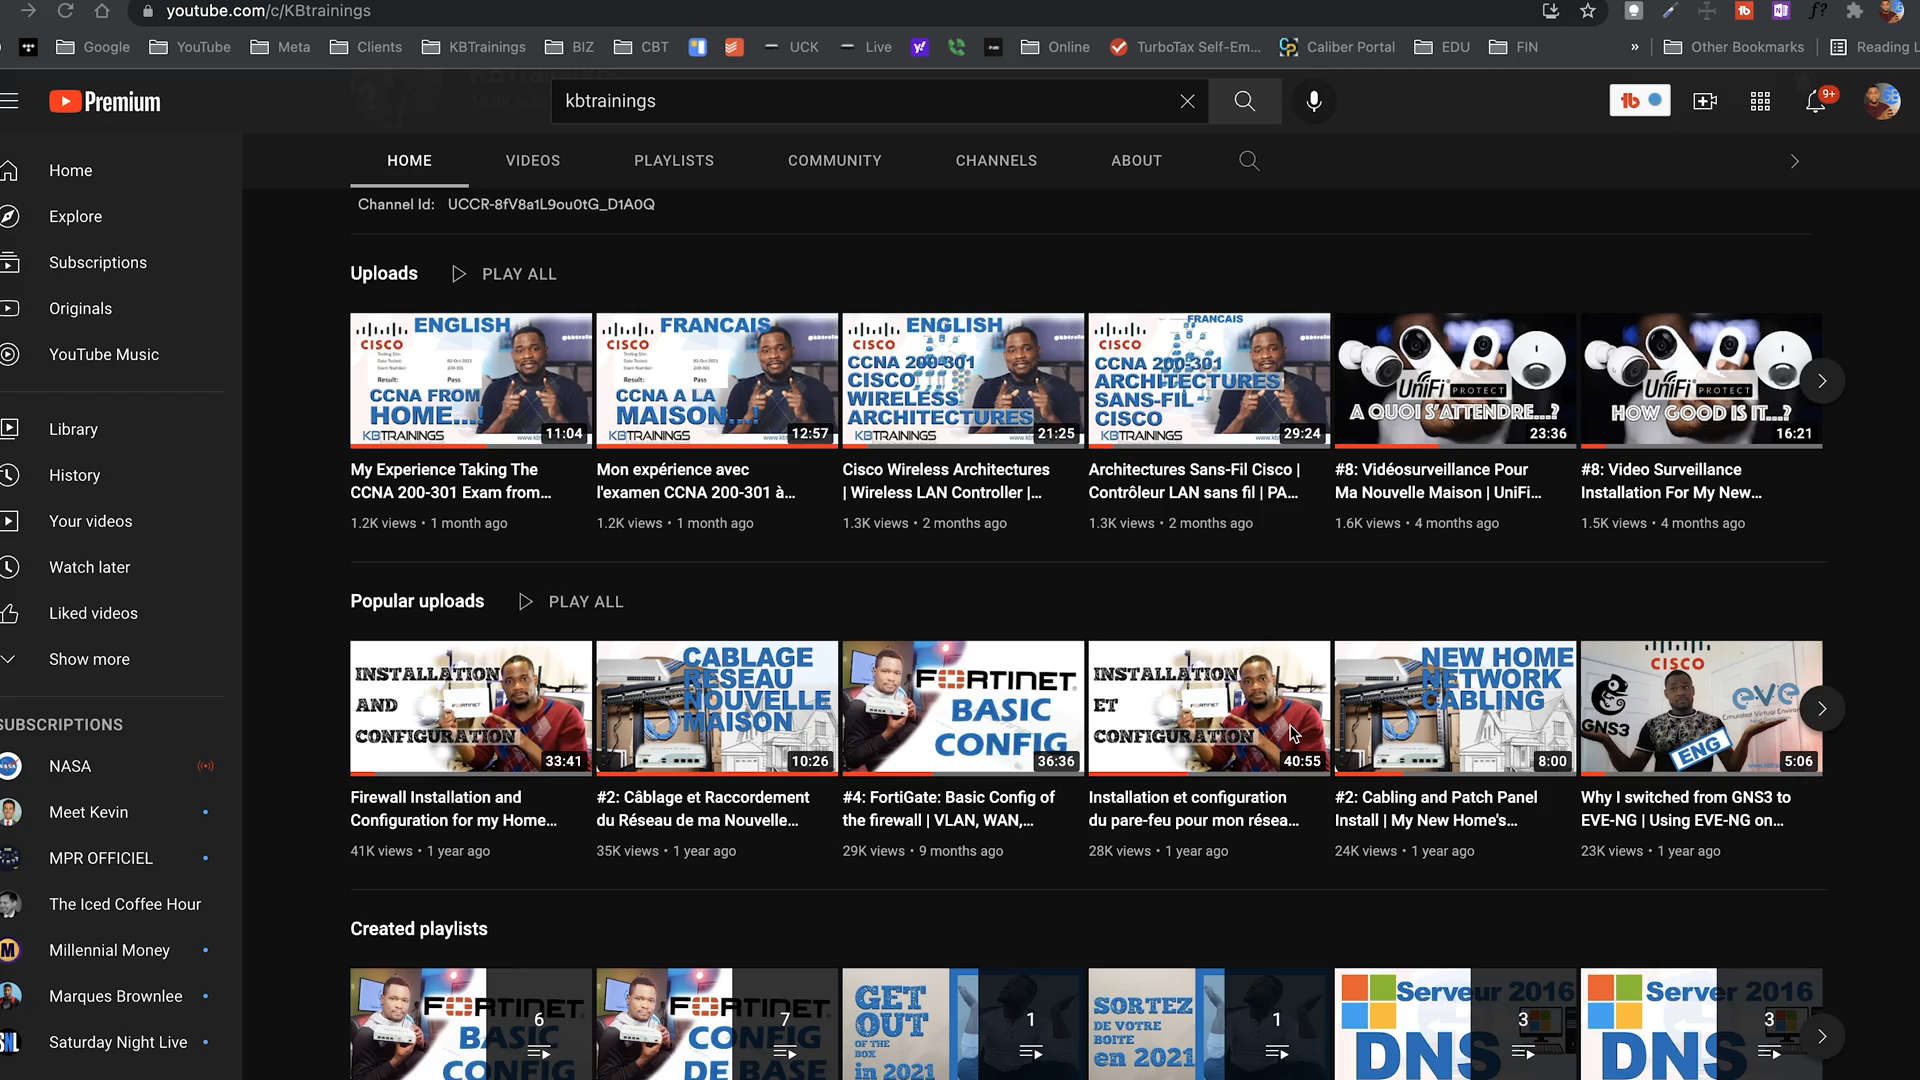 youtube.com/c/KBtrainings
Google YouTube Meta Clients KBTrainings BIZ CBT UCK Live Online TurboTax Self-Em... Caliber Portal EDU FIN » Other Bookmarks Reading L
Premium
kbtrainings
9+
HOME VIDEOS PLAYLISTS COMMUNITY CHANNELS ABOUT
Channel Id: UCCR-8fV8a1L9ou0tG_D1A0Q
Home
Explore
Subscriptions
Originals
YouTube Music
Library
History
Your videos
Watch later
Liked videos
Show more
SUBSCRIPTIONS
NASA
Meet Kevin
MPR OFFICIEL
The Iced Coffee Hour
Millennial Money
Marques Brownlee
Saturday Night Live
Uploads PLAY ALL
CISCO ENGLISH
Result: Pass
CCNA FROM
HOME...!
KBTRAININGS
11:04
CISCO FRANCAIS
Result: Pass
CCNA A LA
MAISON...!
KBTRAININGS
12:57
CISCO ENGLISH
CCNA 200-301
CISCO
WIRELESS
ARCHITECTURES
KBTRAININGS
21:25
CISCO FRANCAIS
CCNA 200-301
ARCHITECTURES
SANS-FIL
CISCO
KBTRAININGS
29:24
UniFi PROTECT
A QUOI S'ATTENDRE...?
23:36
UniFi PROTECT
HOW GOOD IS IT...?
16:21
My Experience Taking The
CCNA 200-301 Exam from...
1.2K views • 1 month ago
Mon expérience avec
l'examen CCNA 200-301 à...
1.2K views • 1 month ago
Cisco Wireless Architectures
| Wireless LAN Controller |...
1.3K views • 2 months ago
Architectures Sans-Fil Cisco |
Contrôleur LAN sans fil | PA...
1.3K views • 2 months ago
#8: Vidéosurveillance Pour
Ma Nouvelle Maison | UniFi...
1.6K views • 4 months ago
#8: Video Surveillance
Installation For My New...
1.5K views • 4 months ago
Popular uploads PLAY ALL
INSTALLATION
AND
CONFIGURATION
FORTINET
33:41
CABLAGE
RESEAU
NOUVELLE
MAISON
10:26
FORTINET
BASIC
CONFIG
36:36
INSTALLATION
ET
CONFIGURATION
FORTINET
40:55
NEW HOME
NETWORK
CABLING
8:00
CISCO
GNS3
eve
Emulated Virtual
ENG
5:06
Firewall Installation and
Configuration for my Home...
41K views • 1 year ago
#2: Câblage et Raccordement
du Réseau de ma Nouvelle...
35K views • 1 year ago
#4: FortiGate: Basic Config of
the firewall | VLAN, WAN,...
29K views • 9 months ago
Installation et configuration
du pare-feu pour mon résea...
28K views • 1 year ago
#2: Cabling and Patch Panel
Install | My New Home's...
24K views • 1 year ago
Why I switched from GNS3 to
EVE-NG | Using EVE-NG on...
23K views • 1 year ago
Created playlists
FORTINET
BASIC
CONFIG
6
FORTINET
CONFIG
DE BASE
7
GET
OUT
OF THE
BOX
in 2021
1
SORTEZ
DE VOTRE
BOITE
en 2021
1
Serveur 2016
DNS
3
Server 2016
DNS
3